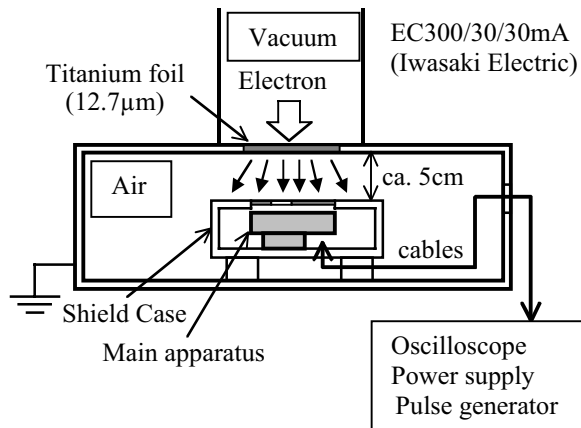 Vacuum
EC300/30/30mA
(Iwasaki Electric)
Titanium foil
(12.7µm)
Electron
Air
ca. 5cm
cables
Shield Case
Main apparatus
Oscilloscope
Power supply
Pulse generator